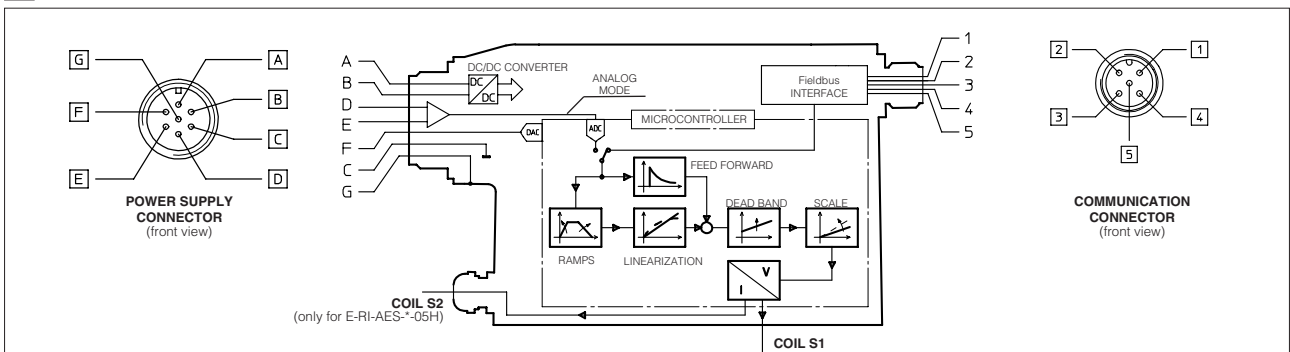 G
A
F
B
C
E
D
POWER SUPPLY
CONNECTOR
(front view)
A
B
D
E
F
C
G
DC/DC CONVERTER
DC
DC
ANALOG
MODE
DAC
ADC
MICROCONTROLLER
Fieldbus
INTERFACE
1
2
3
4
5
FEED FORWARD
DEAD BAND
SCALE
RAMPS
LINEARIZATION
V
I
COIL S2
(only for E-RI-AES-*-05H)
COIL S1
2
1
3
4
5
COMMUNICATION
CONNECTOR
(front view)